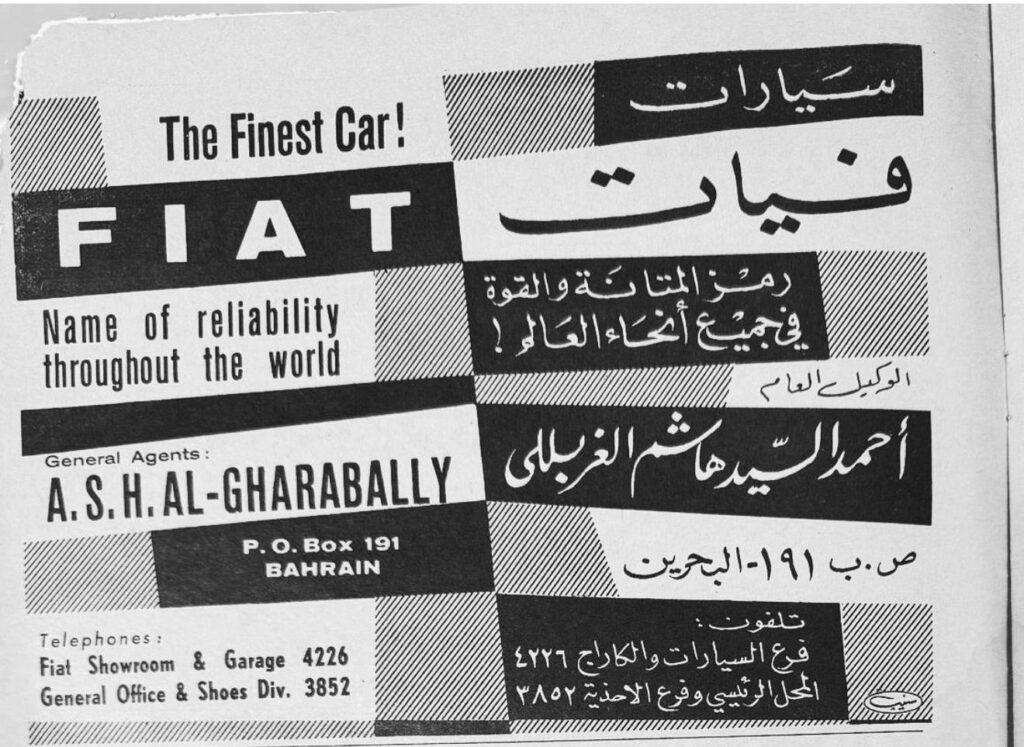 The Finest Car!
FIAT
Name of reliability
throughout the world
General Agents:
A. S. H. AL-GHARABALLY
P. O. Box 191
BAHRAIN
Telephones:
Fiat Showroom & Garage 4226
General Office & Shoes Div. 3852
سيارات
فيات
رمز المتانة والقوة
في جميع أنحاء العالم !
الوكيل العام
أحمد السيد هاشم الغربللي
ص.ب ١٩١ - البحرين
تلفون :
فرع السيارات والكاراج ٤٢٢٦
المحل الرئيسي وفرع الاحذية ٣٨٥٢